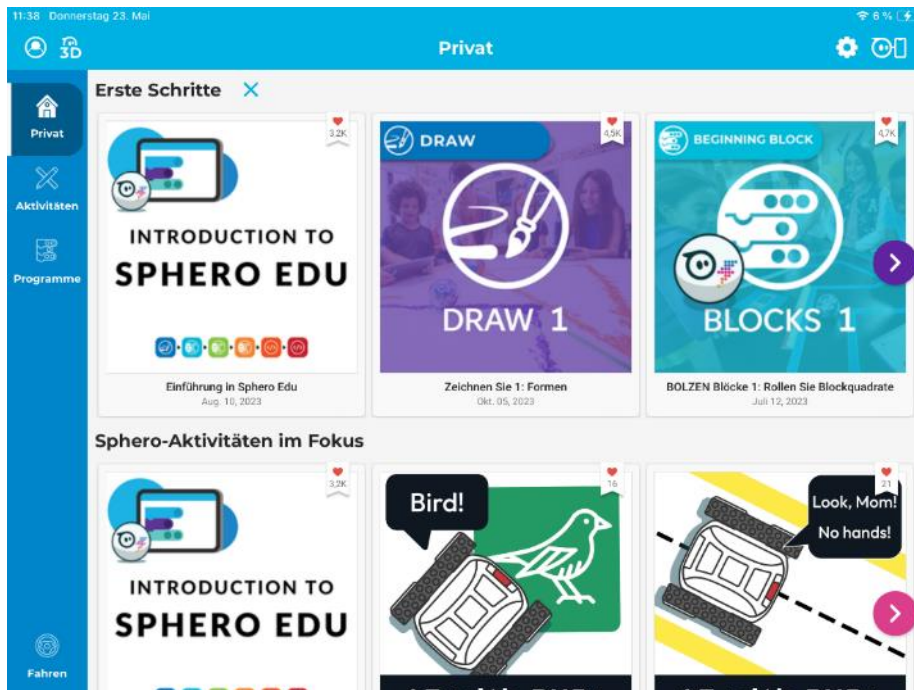 11:38 Donnerstag 23. Mai
6 %
3D
Privat
Privat
Aktivitäten
Programme
Fahren
Erste Schritte
3.2K
INTRODUCTION TO
SPHERO EDU
Einführung in Sphero Edu
Aug. 10, 2023
DRAW
4,5K
DRAW 1
Zeichnen Sie 1: Formen
Okt. 05, 2023
BEGINNING BLOCK
4,7K
BLOCKS 1
BOLZEN Blöcke 1: Rollen Sie Blockquadrate
Juli 12, 2023
Sphero-Aktivitäten im Fokus
3,2K
INTRODUCTION TO
SPHERO EDU
Bird!
16
21
Look, Mom!
No hands!